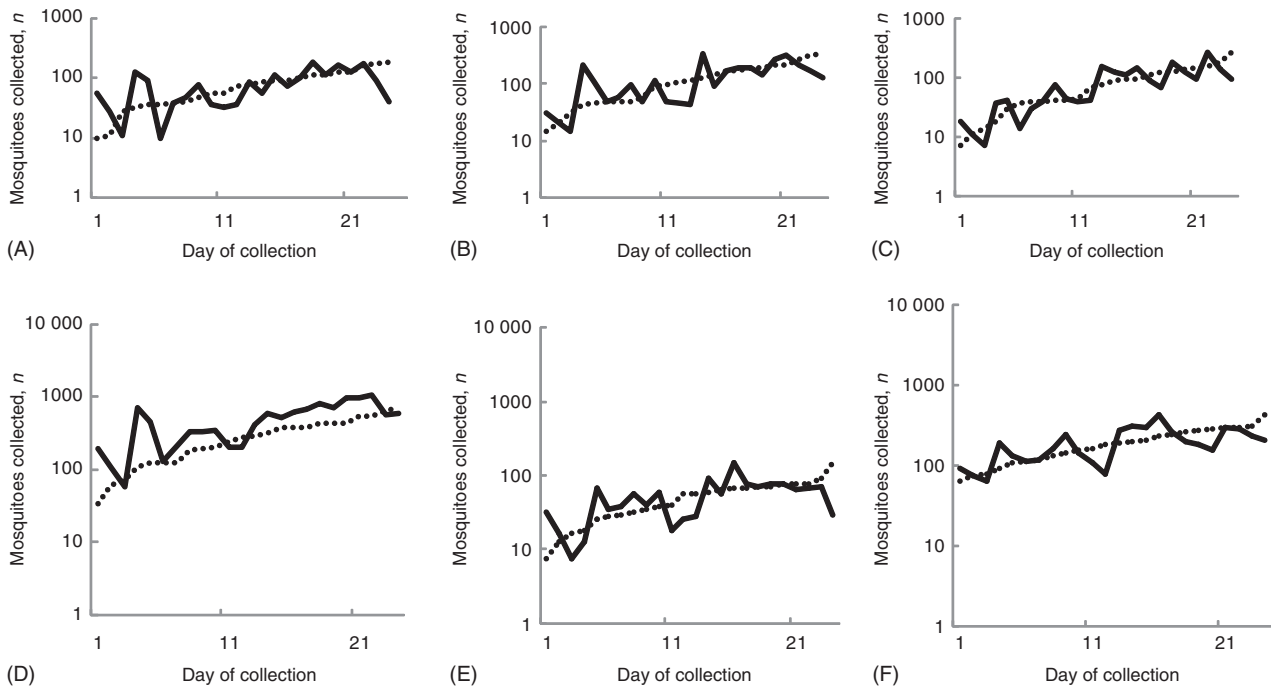 1000
100
10
1
Mosquitoes collected, n
1 11 21
(A) Day of collection
1000
100
10
1
Mosquitoes collected, n
1 11 21
(B) Day of collection
1000
100
10
1
Mosquitoes collected, n
1 11 21
(C) Day of collection
10 000
1000
100
10
1
Mosquitoes collected, n
1 11 21
(D) Day of collection
10 000
1000
100
10
1
Mosquitoes collected, n
1 11 21
(E) Day of collection
10 000
1000
100
10
1
Mosquitoes collected, n
1 11 21
(F) Day of collection